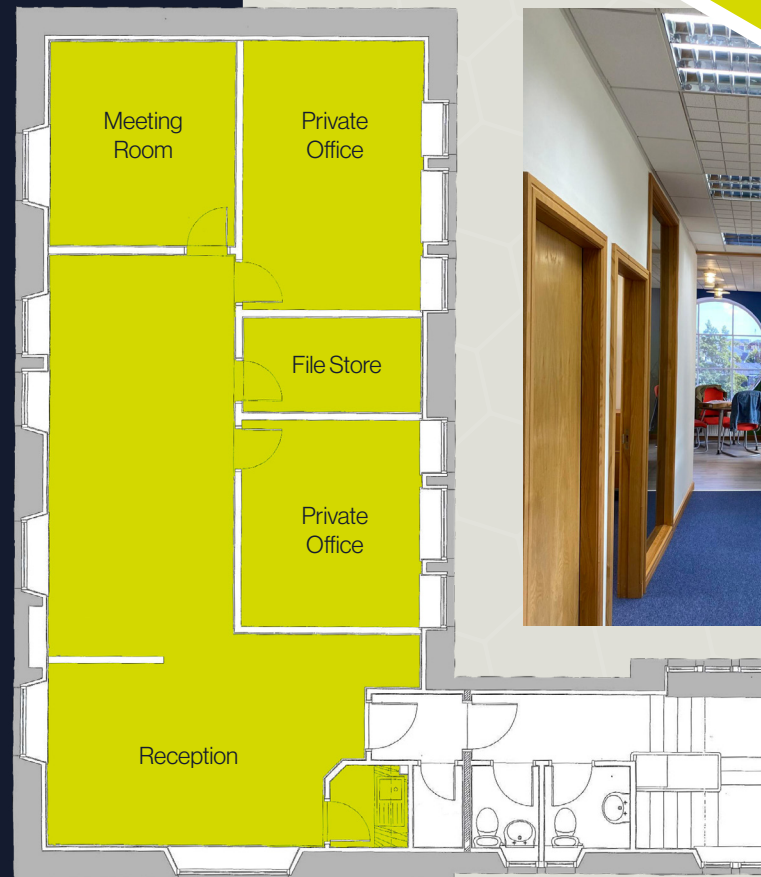 Meeting
Room
Private
Office
File Store
Private
Office
Reception